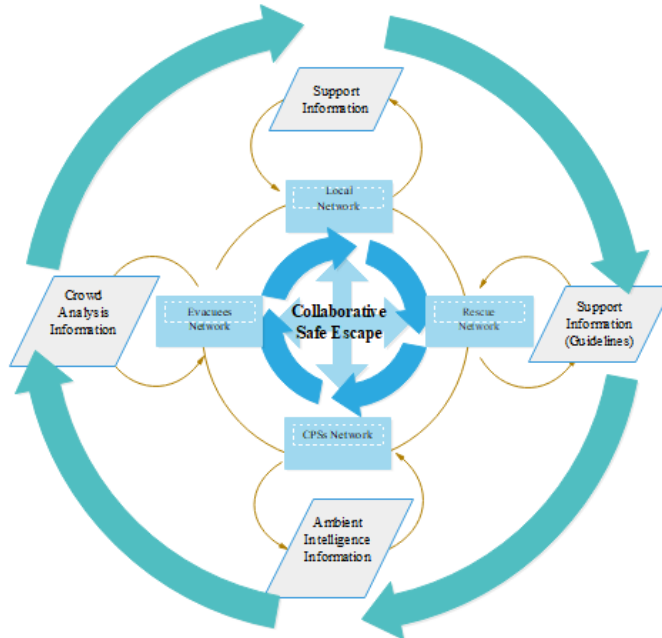 Support
Information
Local
Network
Crowd
Analysis
Information
Evacuees
Network
Collaborative
Safe Escape
Rescue
Network
Support
Information
(Guidelines)
CPSs Network
Ambient
Intelligence
Information